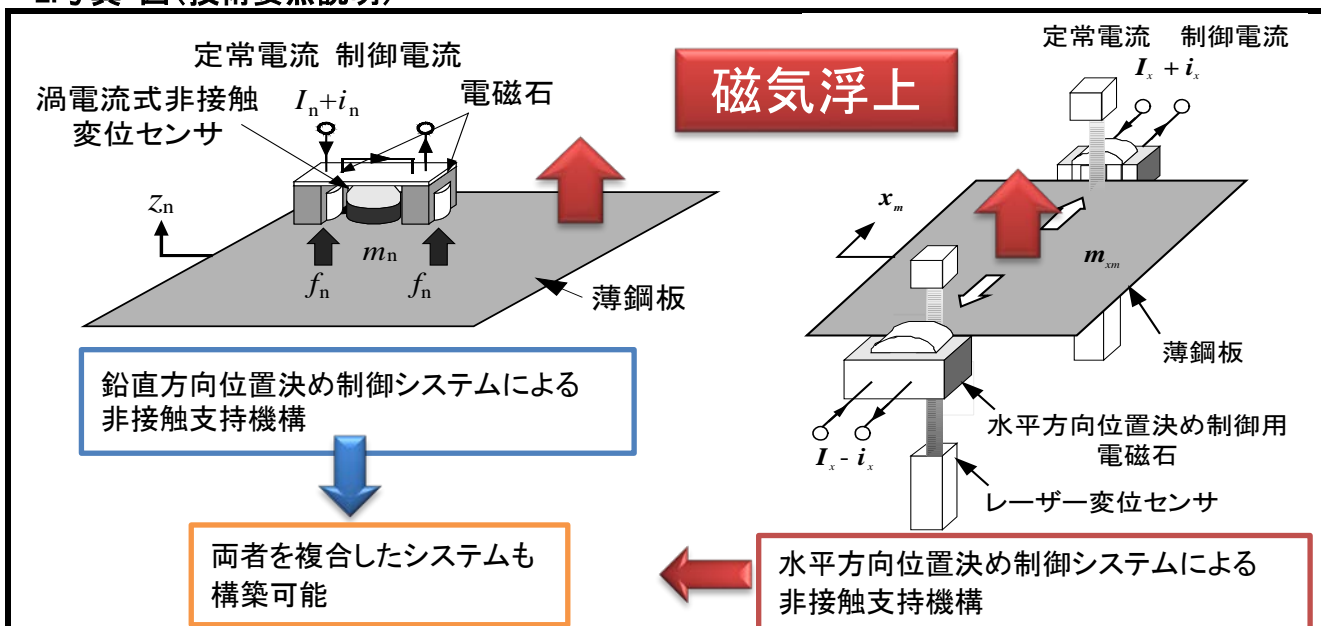 定常電流 制御電流
渦電流式非接触
変位センサ
Iₙ+iₙ
電磁石
zₙ
mₙ
fₙ
fₙ
薄鋼板
磁気浮上
定常電流 制御電流
Iₓ + iₓ
xₘ
mₓₘ
薄鋼板
水平方向位置決め制御用
電磁石
Iₓ - iₓ
レーザー変位センサ
鉛直方向位置決め制御システムによる
非接触支持機構
両者を複合したシステムも
構築可能
水平方向位置決め制御システムによる
非接触支持機構